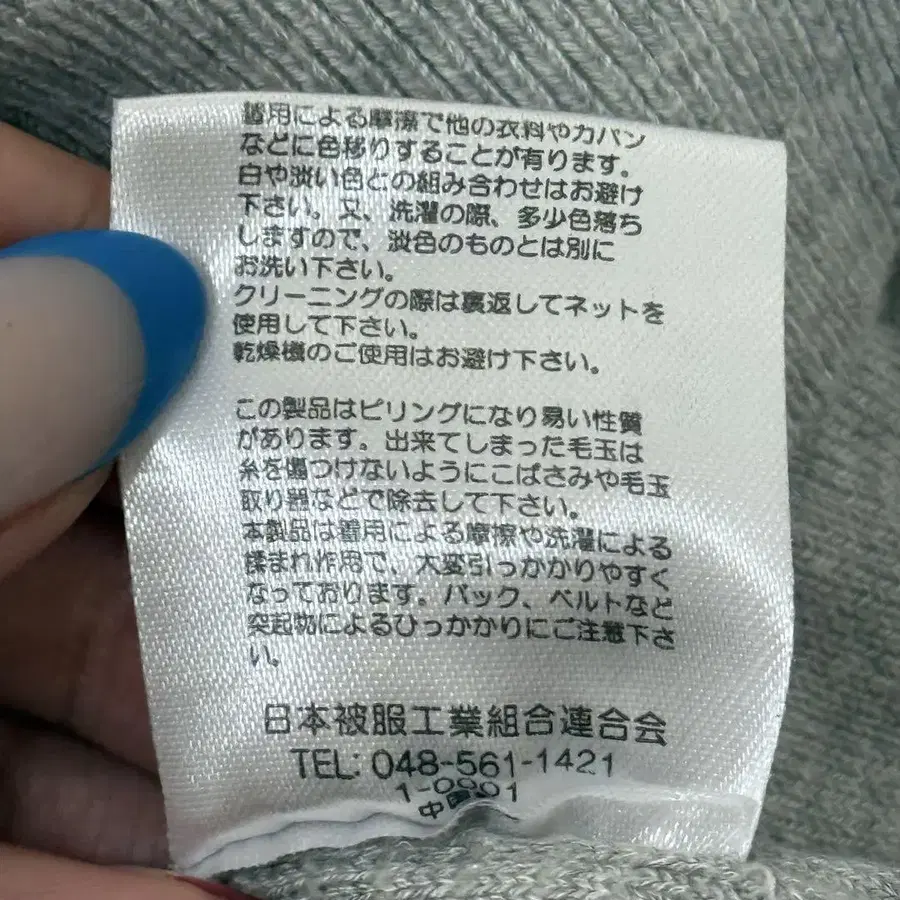 着用による摩擦で他の衣料やカバン
などに色移りすることが有ります。
白や淡い色との組み合わせはお避け
下さい。又、洗濯の際、多少色落ち
しますので、淡色のものとは別に
お洗い下さい。
クリーニングの際は裏返してネットを
使用して下さい。
乾燥機のご使用はお避け下さい。
この製品はピリングになり易い性質
があります。出来てしまった毛玉は
糸を傷つけないようにこばさみや毛玉
取り器などで除去して下さい。
本製品は着用による摩擦や洗濯による
揉まれ作用で、大変引っかかりやすく
なっております。バック、ベルトなど
突起物によるひっかかりにご注意下さ
い。
日本被服工業組合連合会
TEL: 048-561-1421
1-0001
中国